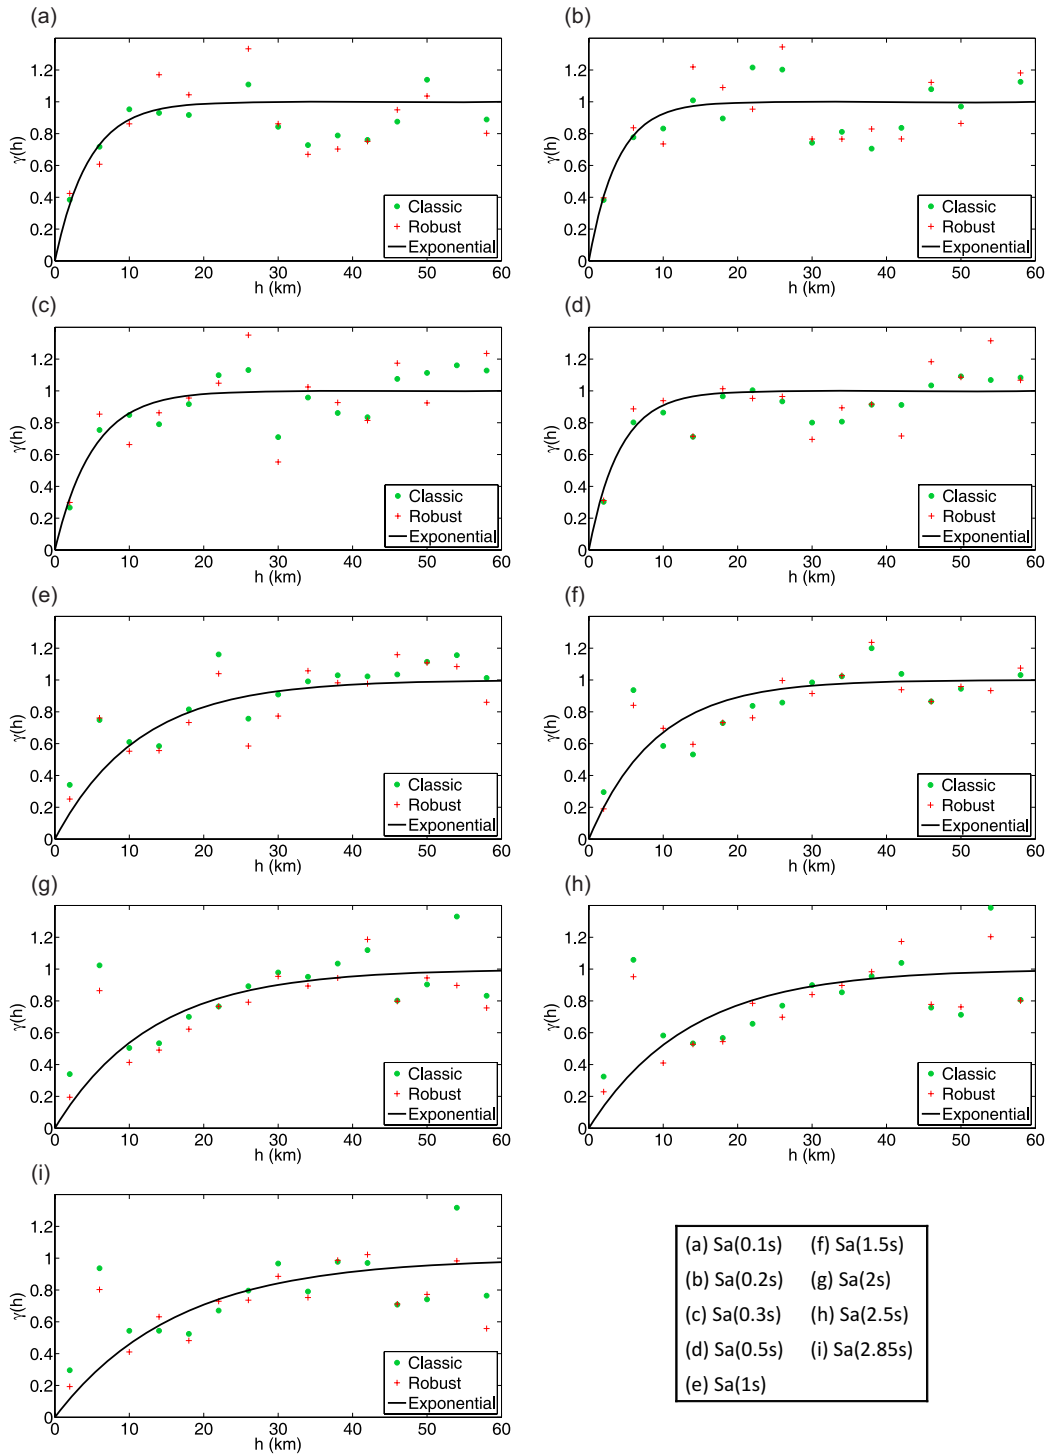 (a)
1.2
1
0.8
0.6
0.4
0.2
0
γ(h)
0 10 20 30 40 50 60
h (km)
Classic
Robust
Exponential
(b)
1.2
1
0.8
0.6
0.4
0.2
0
γ(h)
0 10 20 30 40 50 60
h (km)
Classic
Robust
Exponential
(c)
1.2
1
0.8
0.6
0.4
0.2
0
γ(h)
0 10 20 30 40 50 60
h (km)
Classic
Robust
Exponential
(d)
1.2
1
0.8
0.6
0.4
0.2
0
γ(h)
0 10 20 30 40 50 60
h (km)
Classic
Robust
Exponential
(e)
1.2
1
0.8
0.6
0.4
0.2
0
γ(h)
0 10 20 30 40 50 60
h (km)
Classic
Robust
Exponential
(f)
1.2
1
0.8
0.6
0.4
0.2
0
γ(h)
0 10 20 30 40 50 60
h (km)
Classic
Robust
Exponential
(g)
1.2
1
0.8
0.6
0.4
0.2
0
γ(h)
0 10 20 30 40 50 60
h (km)
Classic
Robust
Exponential
(h)
1.2
1
0.8
0.6
0.4
0.2
0
γ(h)
0 10 20 30 40 50 60
h (km)
Classic
Robust
Exponential
(i)
1.2
1
0.8
0.6
0.4
0.2
0
γ(h)
0 10 20 30 40 50 60
h (km)
Classic
Robust
Exponential
(a) Sa(0.1s) (f) Sa(1.5s)
(b) Sa(0.2s) (g) Sa(2s)
(c) Sa(0.3s) (h) Sa(2.5s)
(d) Sa(0.5s) (i) Sa(2.85s)
(e) Sa(1s)